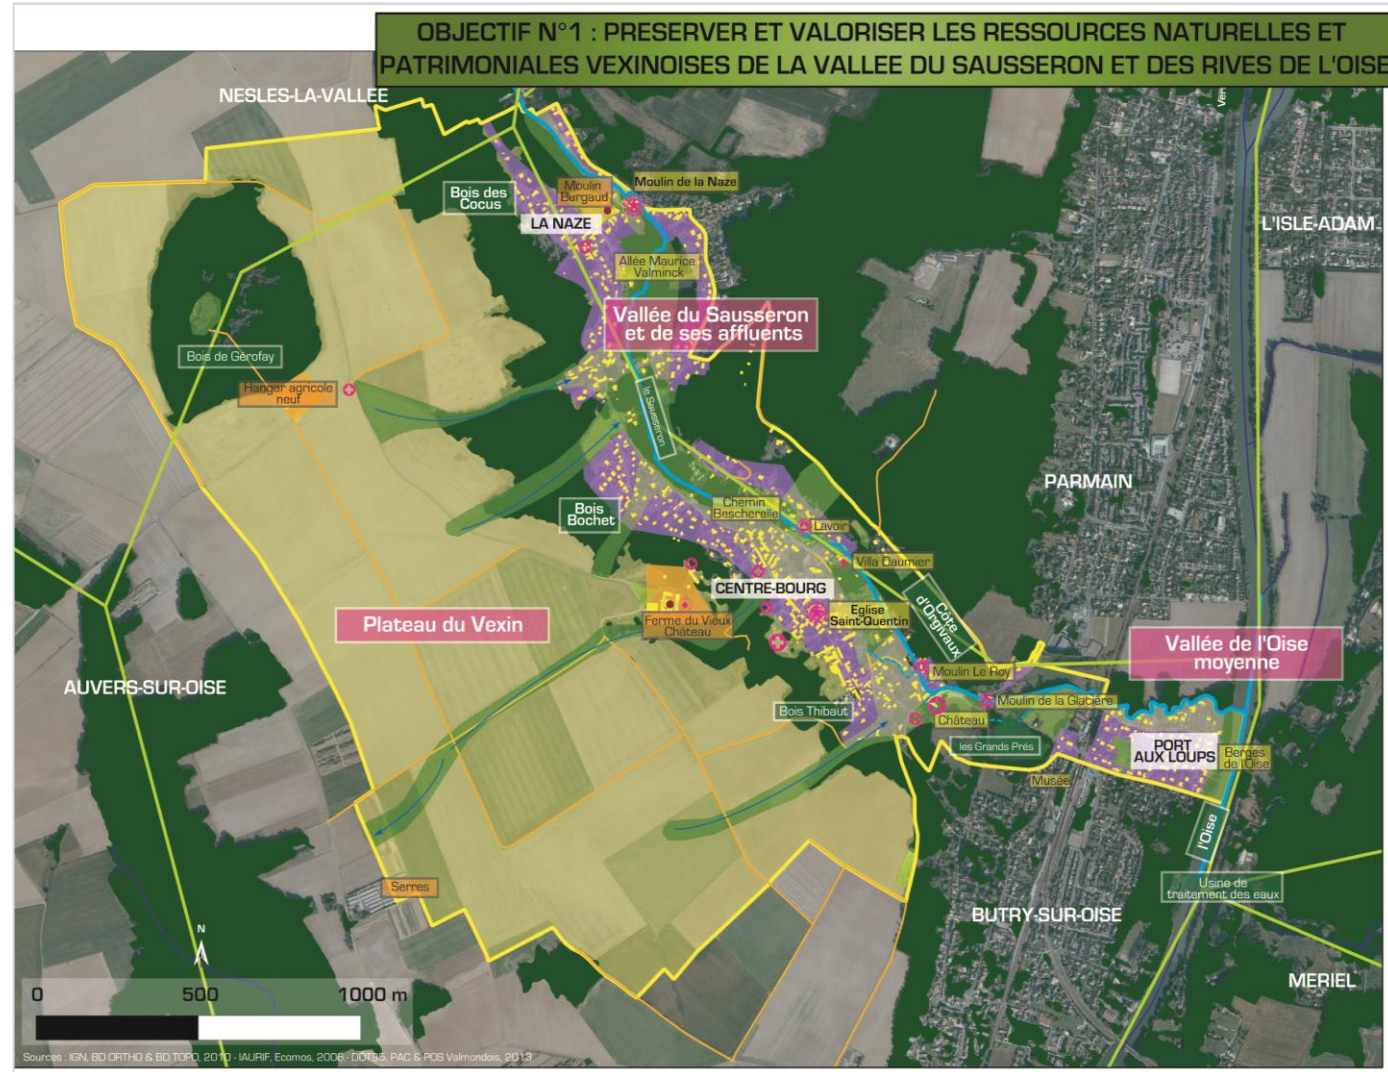 OBJECTIF N°1 : PRESERVER ET VALORISER LES RESSOURCES NATURELLES ET
PATRIMONIALES VEXINOISES DE LA VALLEE DU SAUSSERON ET DES RIVES DE L'OISE
NESLES-LA-VALLEE
Bois des
Cocus
Moulin
Burgaud
Moulin de la Naze
LA NAZE
L'ISLE-ADAM
Allée Maurice
Valminck
Vallée du Sausseron
et de ses affluents
Bois de Gérofay
Hangar agricole
neuf
le Sausseron
PARMAIN
Bois
Bochet
Chemin
Bescherelle
Lavoir
Villa Daumier
CENTRE-BOURG
Plateau du Vexin
Ferme du Vieux
Château
Eglise
Saint-Quentin
Côte
d'Orgivaux
Vallée de l'Oise
moyenne
Moulin Le Roy
AUVERS-SUR-OISE
Moulin de la Glacière
Bois Thibaut
Château
les Grands Prés
PORT
AUX LOUPS
Berges
de l'Oise
Musée
l'Oise
Serres
Usine de
traitement des eaux
BUTRY-SUR-OISE
MERIEL
N
0 500 1000 m
Sources : IGN, BD ORTHO & BD TOPO, 2010 - IAURIF, Ecomos, 2006 - DDT95, PAC & POS Valmondois, 2013